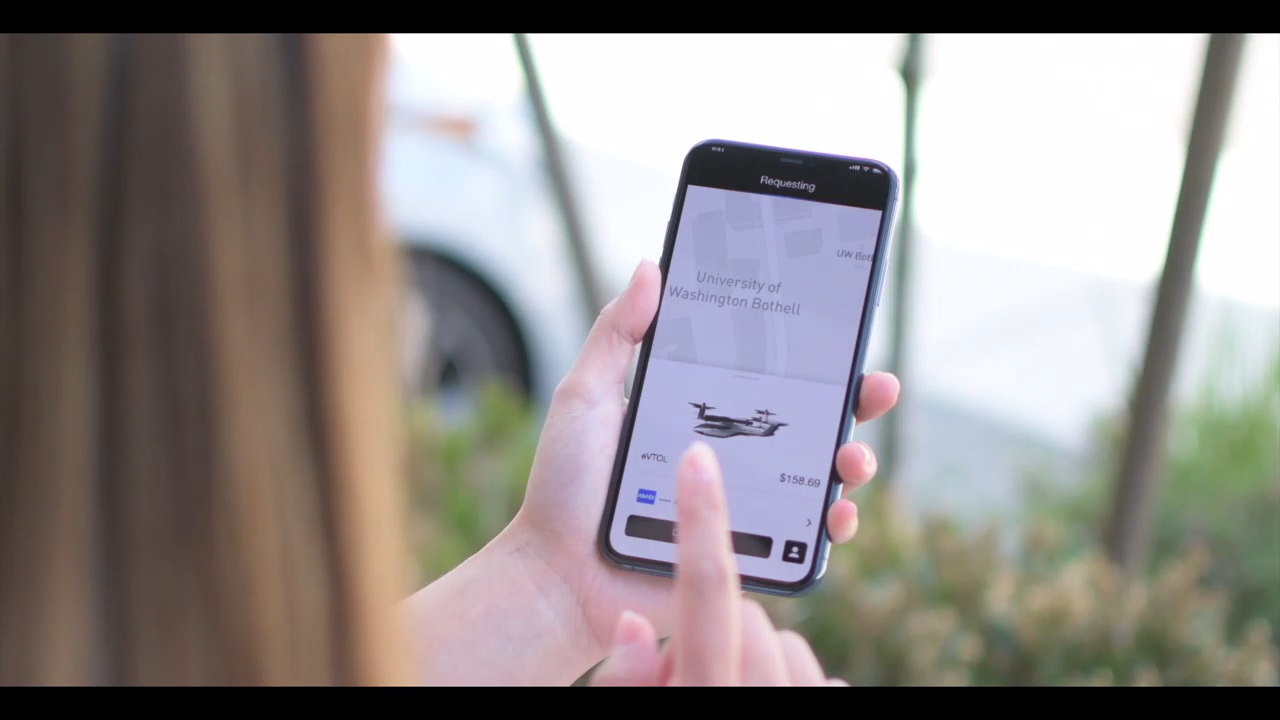 Requesting
UW Both
University of
Washington Bothell
eVTOL
$158.69